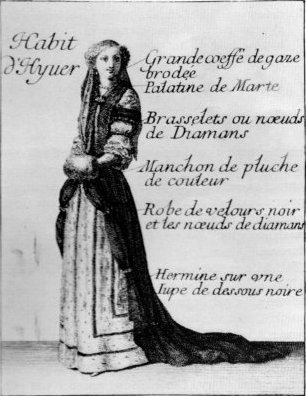 Habit
d'Hyuer
Grande coeffe de gaze
brodée
Palatine de Marte
Brasselets ou nœuds
de Diamans
Manchon de pluche
de couleur
Robe de velours noir
et les nœuds de diamans
Hermine sur vne
Iupe de dessous noire